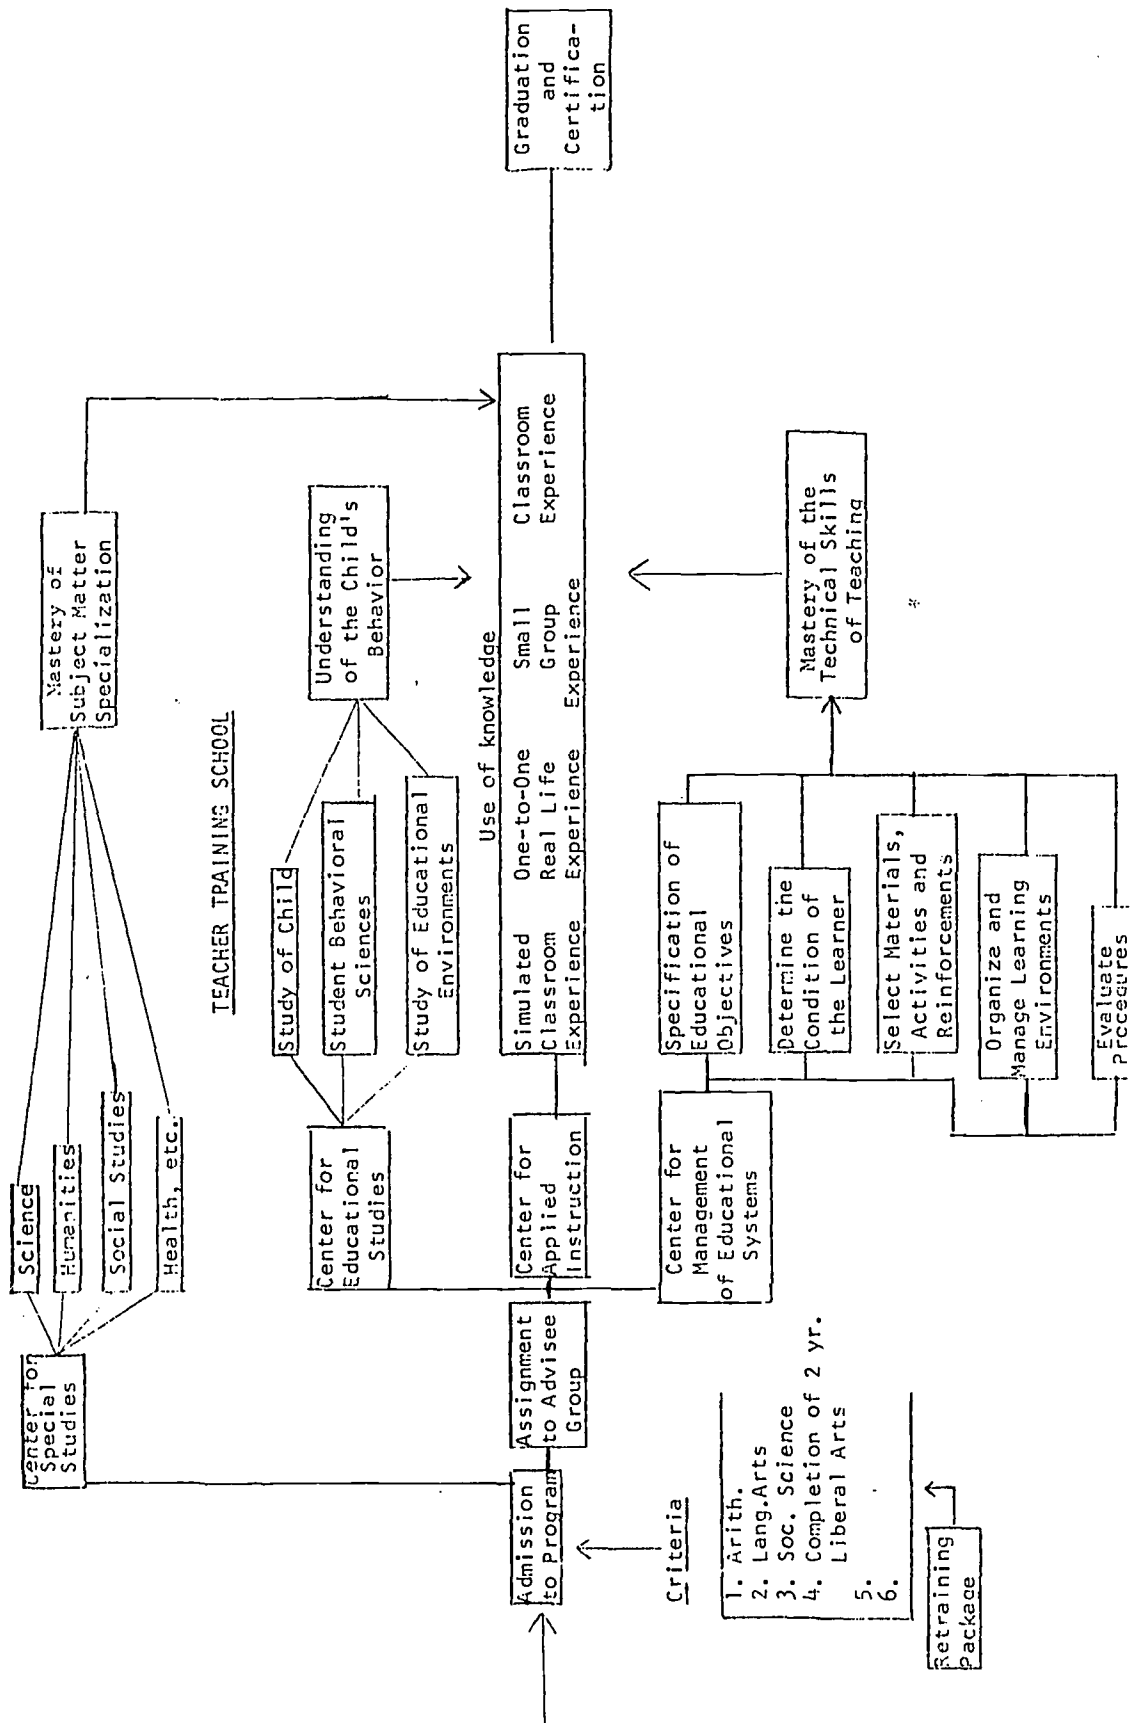 TEACHER TRAINING SCHOOL
Center for
Special
Studies
Science
Humanities
Social Studies
Health, etc.
Mastery of
Subject Matter
Specialization
Admission
to Program
Assignment
to Advisee
Group
Criteria
1. Arith.
2. Lang.Arts
3. Soc. Science
4. Completion of 2 yr.
Liberal Arts
5.
6.
Retraining
Package
Center for
Educational
Studies
Study of Child
Student Behavioral
Sciences
Study of Educational
Environments
Understanding
of the Child's
Behavior
Center for
Applied
Instruction
Use of knowledge
Simulated
Classroom
Experience
One-to-One
Real Life
Experience
Small
Group
Experience
Classroom
Experience
Graduation
and
Certifica-
tion
Center for
Management
of Educational
Systems
Specification of
Educational
Objectives
Determine the
Condition of
the Learner
Select Materials,
Activities and
Reinforcements
Organize and
Manage Learning
Environments
Evaluate
Procedures
Mastery of the
Technical Skills
of Teaching